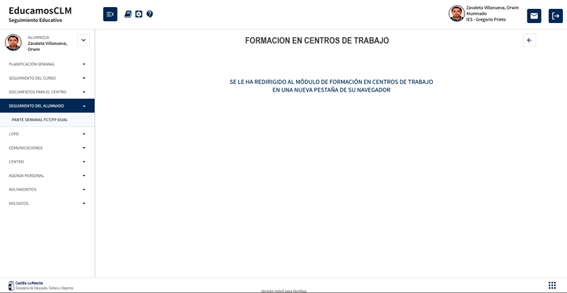 EducamosCLM
Seguimiento Educativo
Zavaleta Villanueva, Orwin
Alumnado
IES - Gregorio Prieto
ALUMNO/A
Zavaleta Villanueva,
Orwin
FORMACION EN CENTROS DE TRABAJO
PLANIFICACIÓN SEMANAL
SEGUIMIENTO DEL CURSO
DOCUMENTOS PARA EL CENTRO
SEGUIMIENTO DEL ALUMNADO
PARTE SEMANAL FCT/FP DUAL
LOPD
COMUNICACIONES
CENTRO
AGENDA PERSONAL
MIS FAVORITOS
MIS DATOS
SE LE HA REDIRIGIDO AL MÓDULO DE FORMACIÓN EN CENTROS DE TRABAJO
EN UNA NUEVA PESTAÑA DE SU NAVEGADOR
Castilla-La Mancha
Consejería de Educación, Cultura y Deportes
Versión móvil para familias